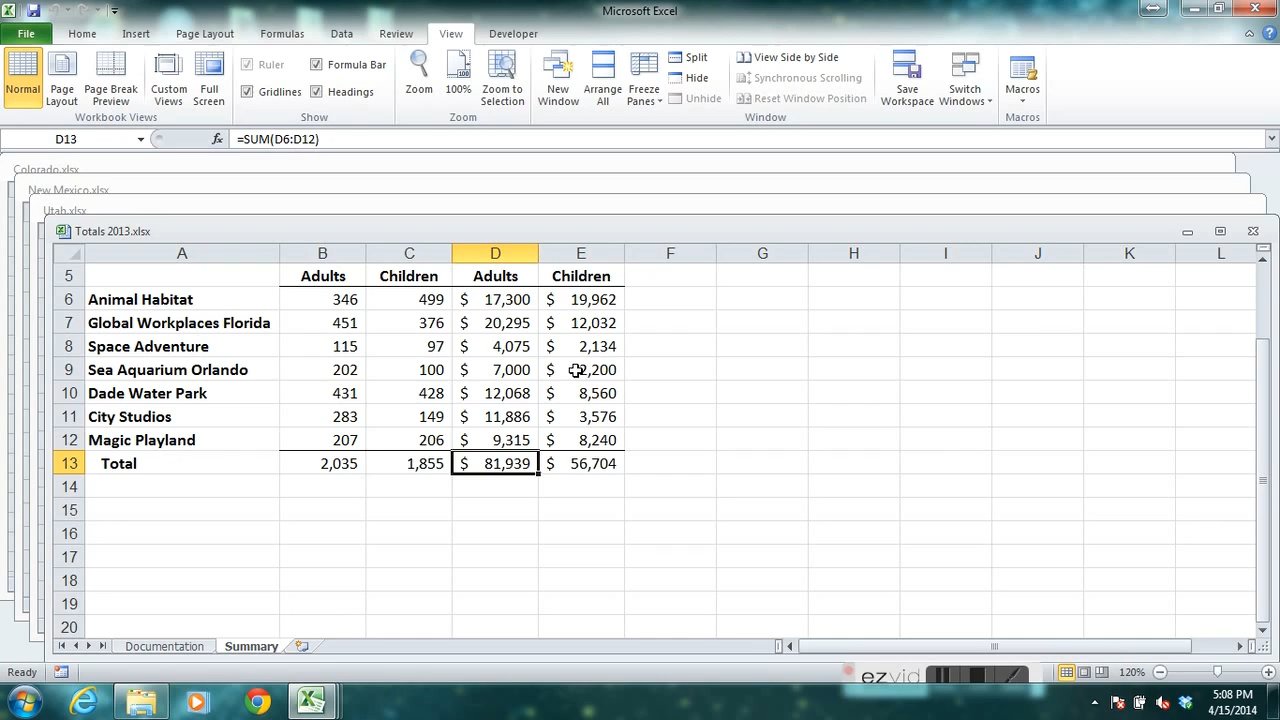 Microsoft Excel
File Home Insert Page Layout Formulas Data Review View Developer
Normal Page Layout Page Break Preview Custom Views Full Screen
Workbook Views
Ruler Formula Bar
Gridlines Headings
Show
Zoom 100% Zoom to Selection
Zoom
New Window Arrange All Freeze Panes
Split
Hide
Unhide
View Side by Side
Synchronous Scrolling
Reset Window Position
Window
Save Workspace Switch Windows
Macros
Macros
D13 fx =SUM(D6:D12)
Colorado.xlsx
New Mexico.xlsx
Utah.xlsx
Totals 2013.xlsx
A B C D E F G H I J K L
5 Adults Children Adults Children
6 Animal Habitat 346 499 $ 17,300 $ 19,962
7 Global Workplaces Florida 451 376 $ 20,295 $ 12,032
8 Space Adventure 115 97 $ 4,075 $ 2,134
9 Sea Aquarium Orlando 202 100 $ 7,000 $ 2,200
10 Dade Water Park 431 428 $ 12,068 $ 8,560
11 City Studios 283 149 $ 11,886 $ 3,576
12 Magic Playland 207 206 $ 9,315 $ 8,240
13 Total 2,035 1,855 $ 81,939 $ 56,704
14
15
16
17
18
19
20
Documentation Summary
Ready 120%
ezvid
5:08 PM
4/15/2014